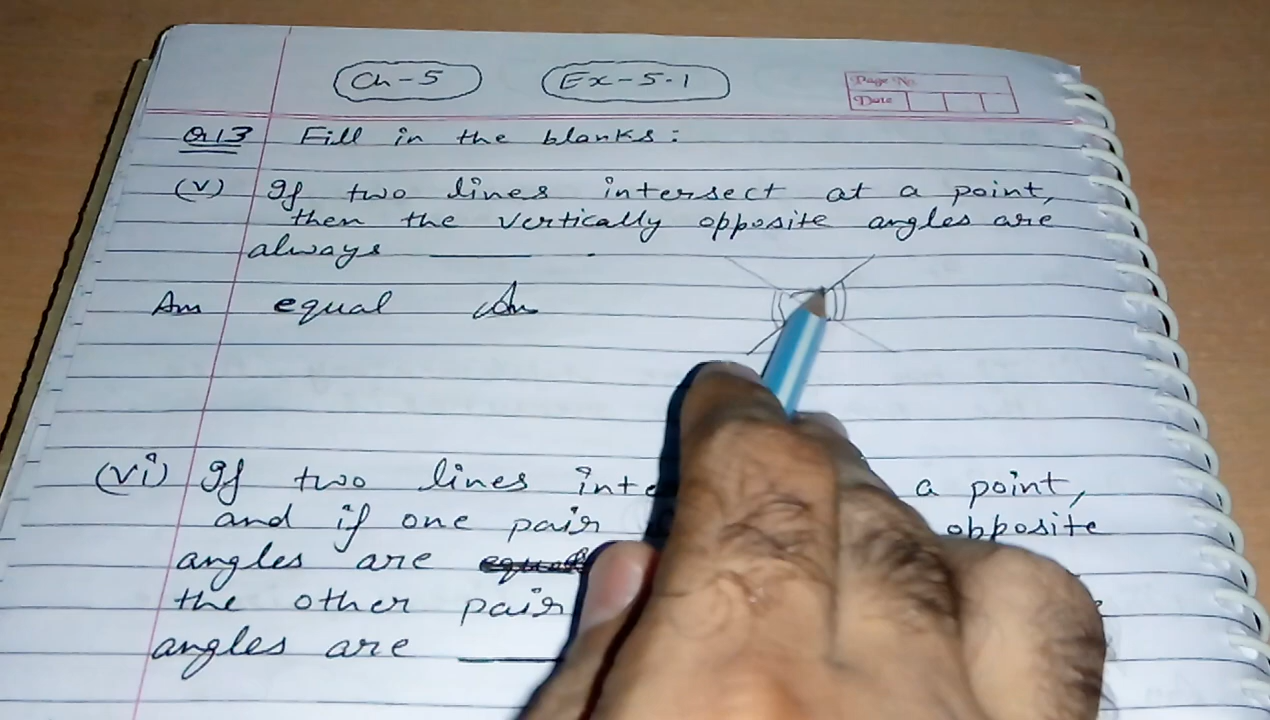 Ch-5 Ex-5.1
Page No.
Date
Q13 Fill in the blanks:
(v) If two lines intersect at a point,
then the vertically opposite angles are
always ______ .
Ans equal Ans
(vi) If two lines inte a point,
and if one pair opposite
angles are
the other pair
angles are ______